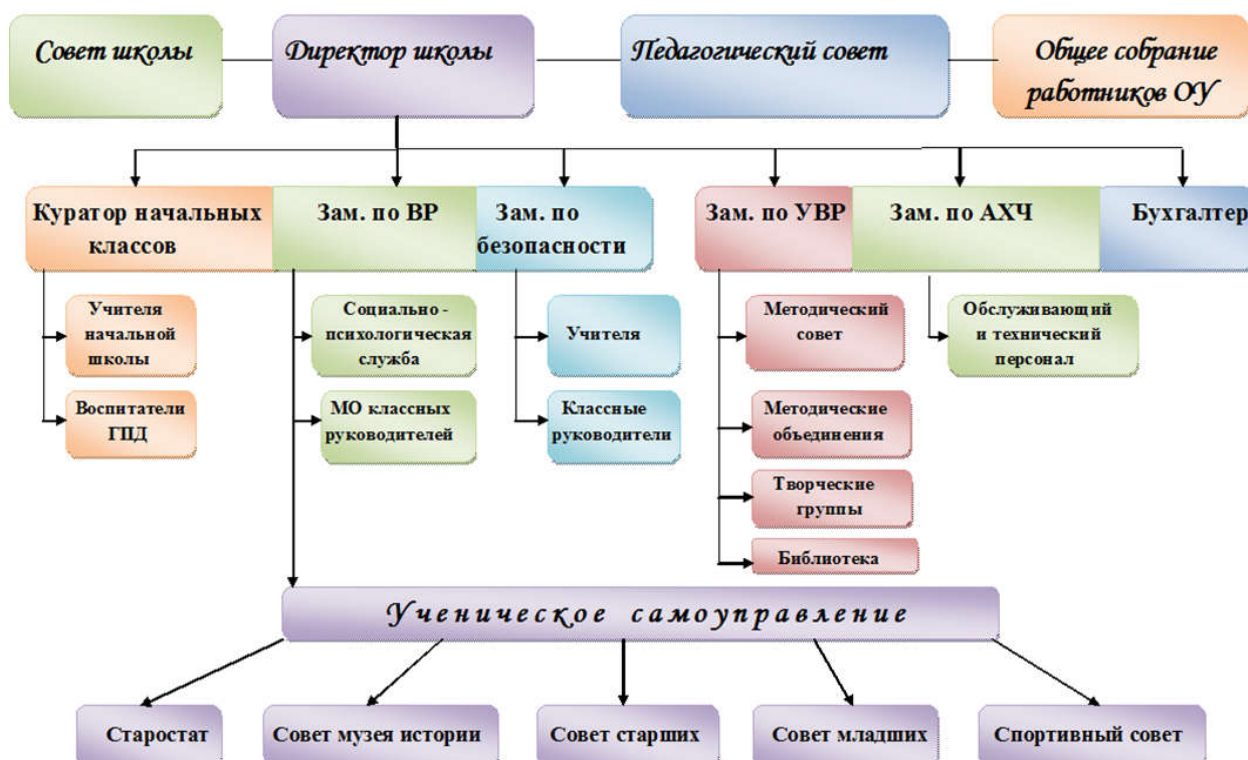 Совет школы
Директор школы
Педагогический совет
Общее собрание
работников ОУ
Куратор начальных
классов
Зам. по ВР
Зам. по
безопасности
Зам. по УВР
Зам. по АХЧ
Бухгалтер
Учителя
начальной
школы
Воспитатели
ГПД
Социально -
психологическая
служба
МО классных
руководителей
Учителя
Классные
руководители
Методический
совет
Методические
объединения
Творческие
группы
Библиотека
Обслуживающий
и технический
персонал
Ученическое самоуправление
Старостат
Совет музея истории
Совет старших
Совет младших
Спортивный совет